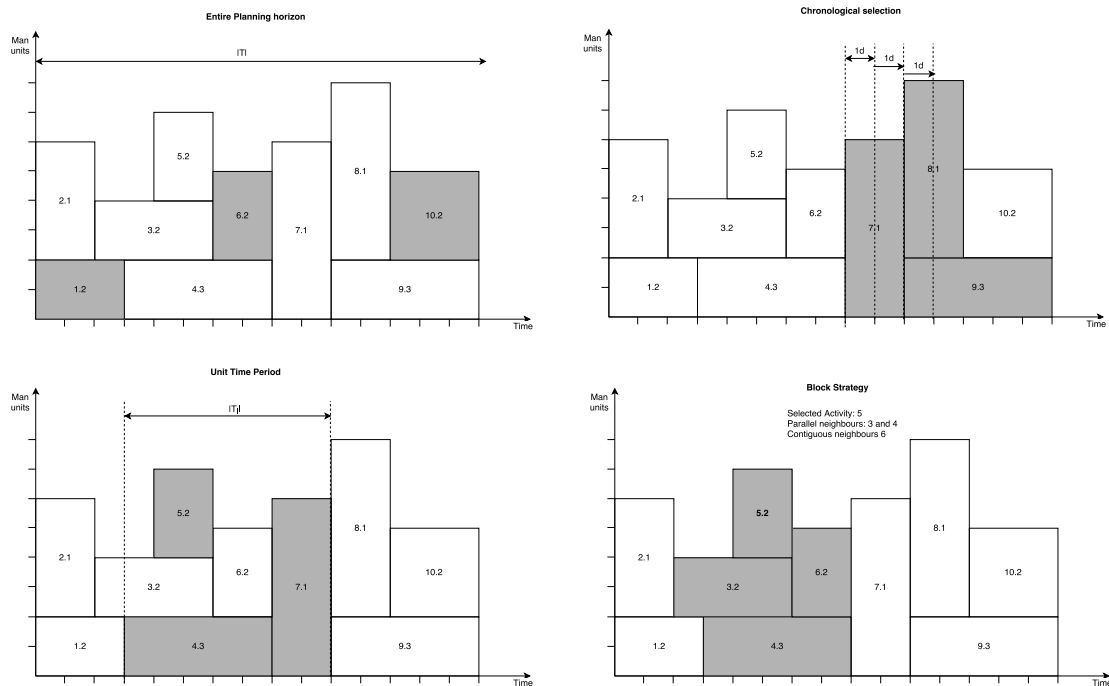 Entire Planning horizon
Man
units
|T|
5.2
8.1
2.1
6.2
10.2
3.2
7.1
1.2
4.3
9.3
Time
Chronological selection
Man
units
1d
1d
1d
5.2
8.1
2.1
6.2
10.2
3.2
7.1
1.2
4.3
9.3
Time
Unit Time Period
Man
units
|Tj|
5.2
8.1
2.1
6.2
10.2
3.2
7.1
1.2
4.3
9.3
Time
Block Strategy
Man
units
Selected Activity: 5
Parallel neighbours: 3 and 4
Contiguous neighbours 6
5.2
8.1
2.1
6.2
10.2
3.2
7.1
1.2
4.3
9.3
Time